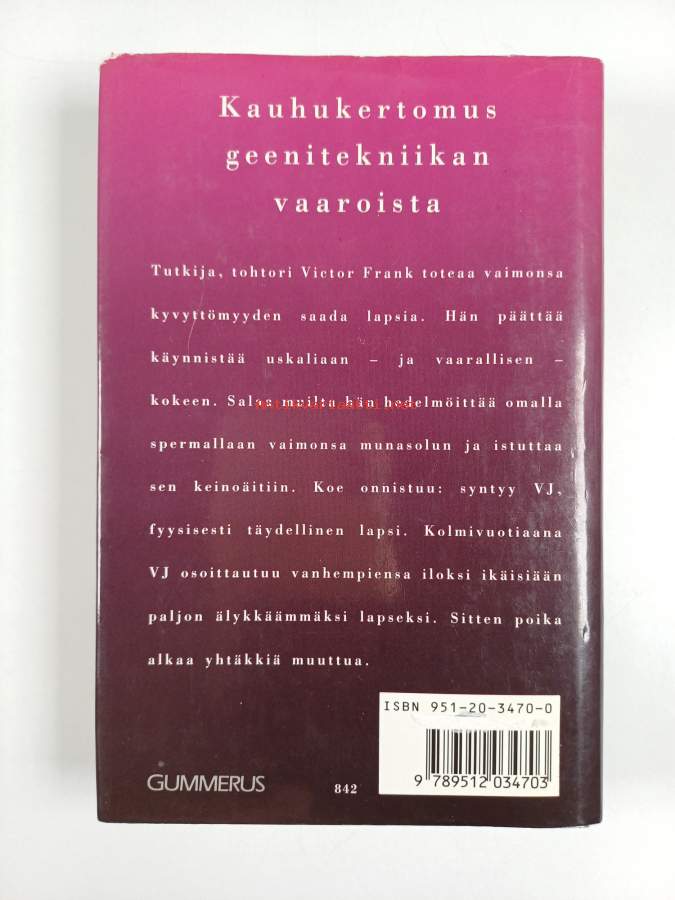 Kauhukertomus
geenitekniikan
vaaroista
Tutkija, tohtori Victor Frank toteaa vaimonsa
kyvyttömyyden saada lapsia. Hän päättää
käynnistää uskaliaan – ja vaarallisen –
kokeen. Salaa muilta hän hedelmöittää omalla
spermallaan vaimonsa munasolun ja istuttaa
sen keinoäitiin. Koe onnistuu: syntyy VJ,
fyysisesti täydellinen lapsi. Kolmivuotiaana
VJ osoittautuu vanhempiensa iloksi ikäisiään
paljon älykkäämmäksi lapseksi. Sitten poika
alkaa yhtäkkiä muuttua.
ISBN 951-20-3470-0
9 789512 034703
GUMMERUS
842